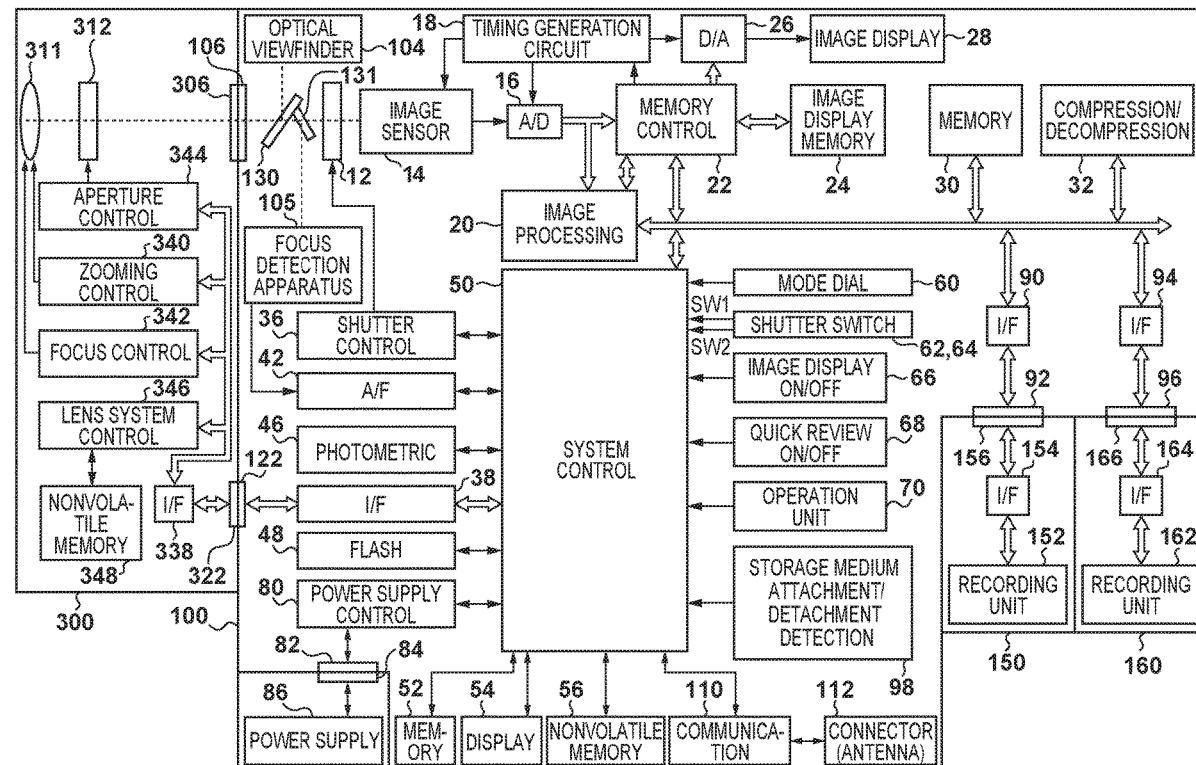 311
312
106
306
OPTICAL
VIEWFINDER
104
131
18
TIMING GENERATION
CIRCUIT
26
D/A
IMAGE DISPLAY
28
16
A/D
IMAGE
SENSOR
14
MEMORY
CONTROL
22
IMAGE
DISPLAY
MEMORY
24
MEMORY
30
COMPRESSION/
DECOMPRESSION
32
130
12
344
APERTURE
CONTROL
340
ZOOMING
CONTROL
342
FOCUS CONTROL
346
LENS SYSTEM
CONTROL
NONVOLA-
TILE
MEMORY
348
I/F
338
322
122
300
100
105
FOCUS
DETECTION
APPARATUS
20
IMAGE
PROCESSING
50
SYSTEM
CONTROL
36
SHUTTER
CONTROL
42
A/F
46
PHOTOMETRIC
38
I/F
48
FLASH
80
POWER SUPPLY
CONTROL
82
84
86
POWER SUPPLY
MODE DIAL
60
SW1
SHUTTER SWITCH
SW2
62,64
IMAGE DISPLAY
ON/OFF
66
QUICK REVIEW
ON/OFF
68
OPERATION
UNIT
70
STORAGE MEDIUM
ATTACHMENT/
DETACHMENT
DETECTION
98
90
I/F
94
I/F
92
96
156
154
166
164
I/F
I/F
152
162
RECORDING
UNIT
RECORDING
UNIT
150
160
52
MEM-
ORY
54
DISPLAY
56
NONVOLATILE
MEMORY
110
COMMUNICA-
TION
112
CONNECTOR
(ANTENNA)